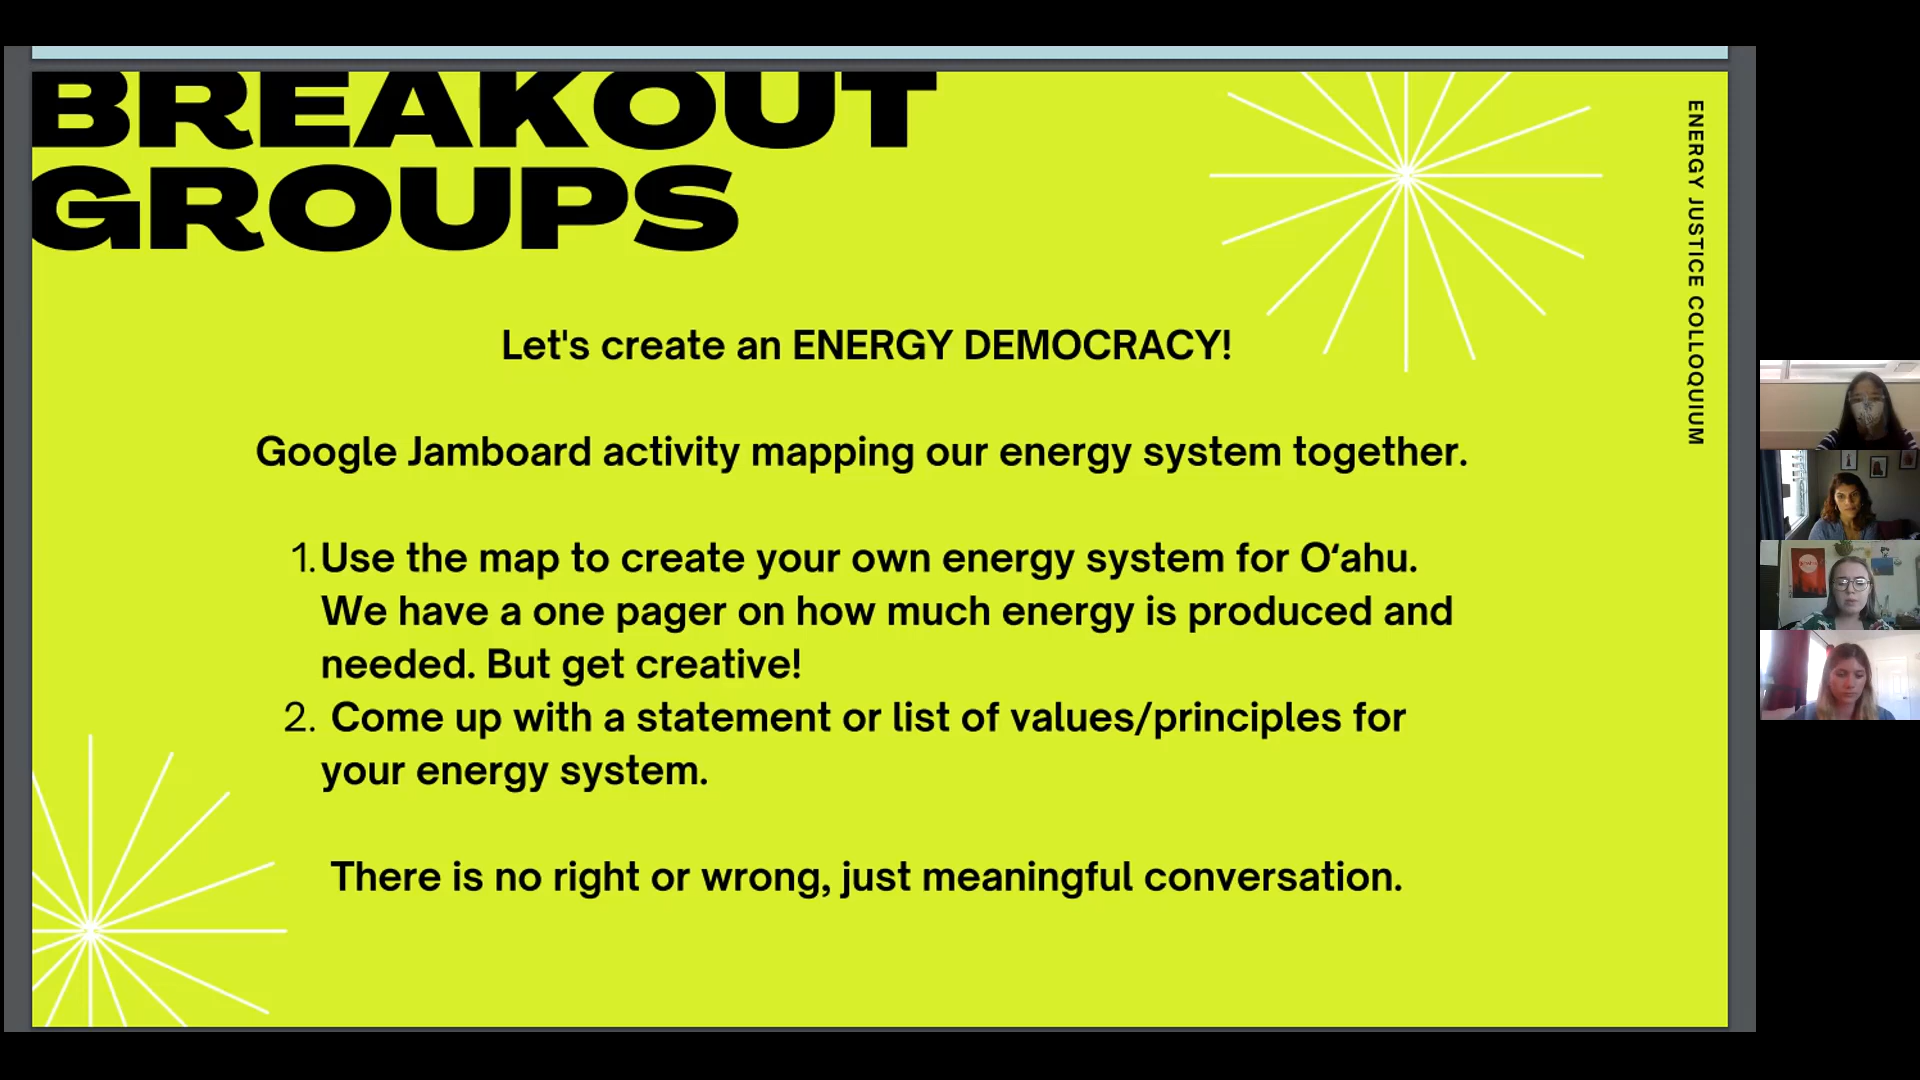 BREAKOUT
GROUPS
ENERGY JUSTICE COLLOQUIUM
Let's create an ENERGY DEMOCRACY!
Google Jamboard activity mapping our energy system together.
1. Use the map to create your own energy system for Oʻahu.
We have a one pager on how much energy is produced and
needed. But get creative!
2. Come up with a statement or list of values/principles for
your energy system.
There is no right or wrong, just meaningful conversation.